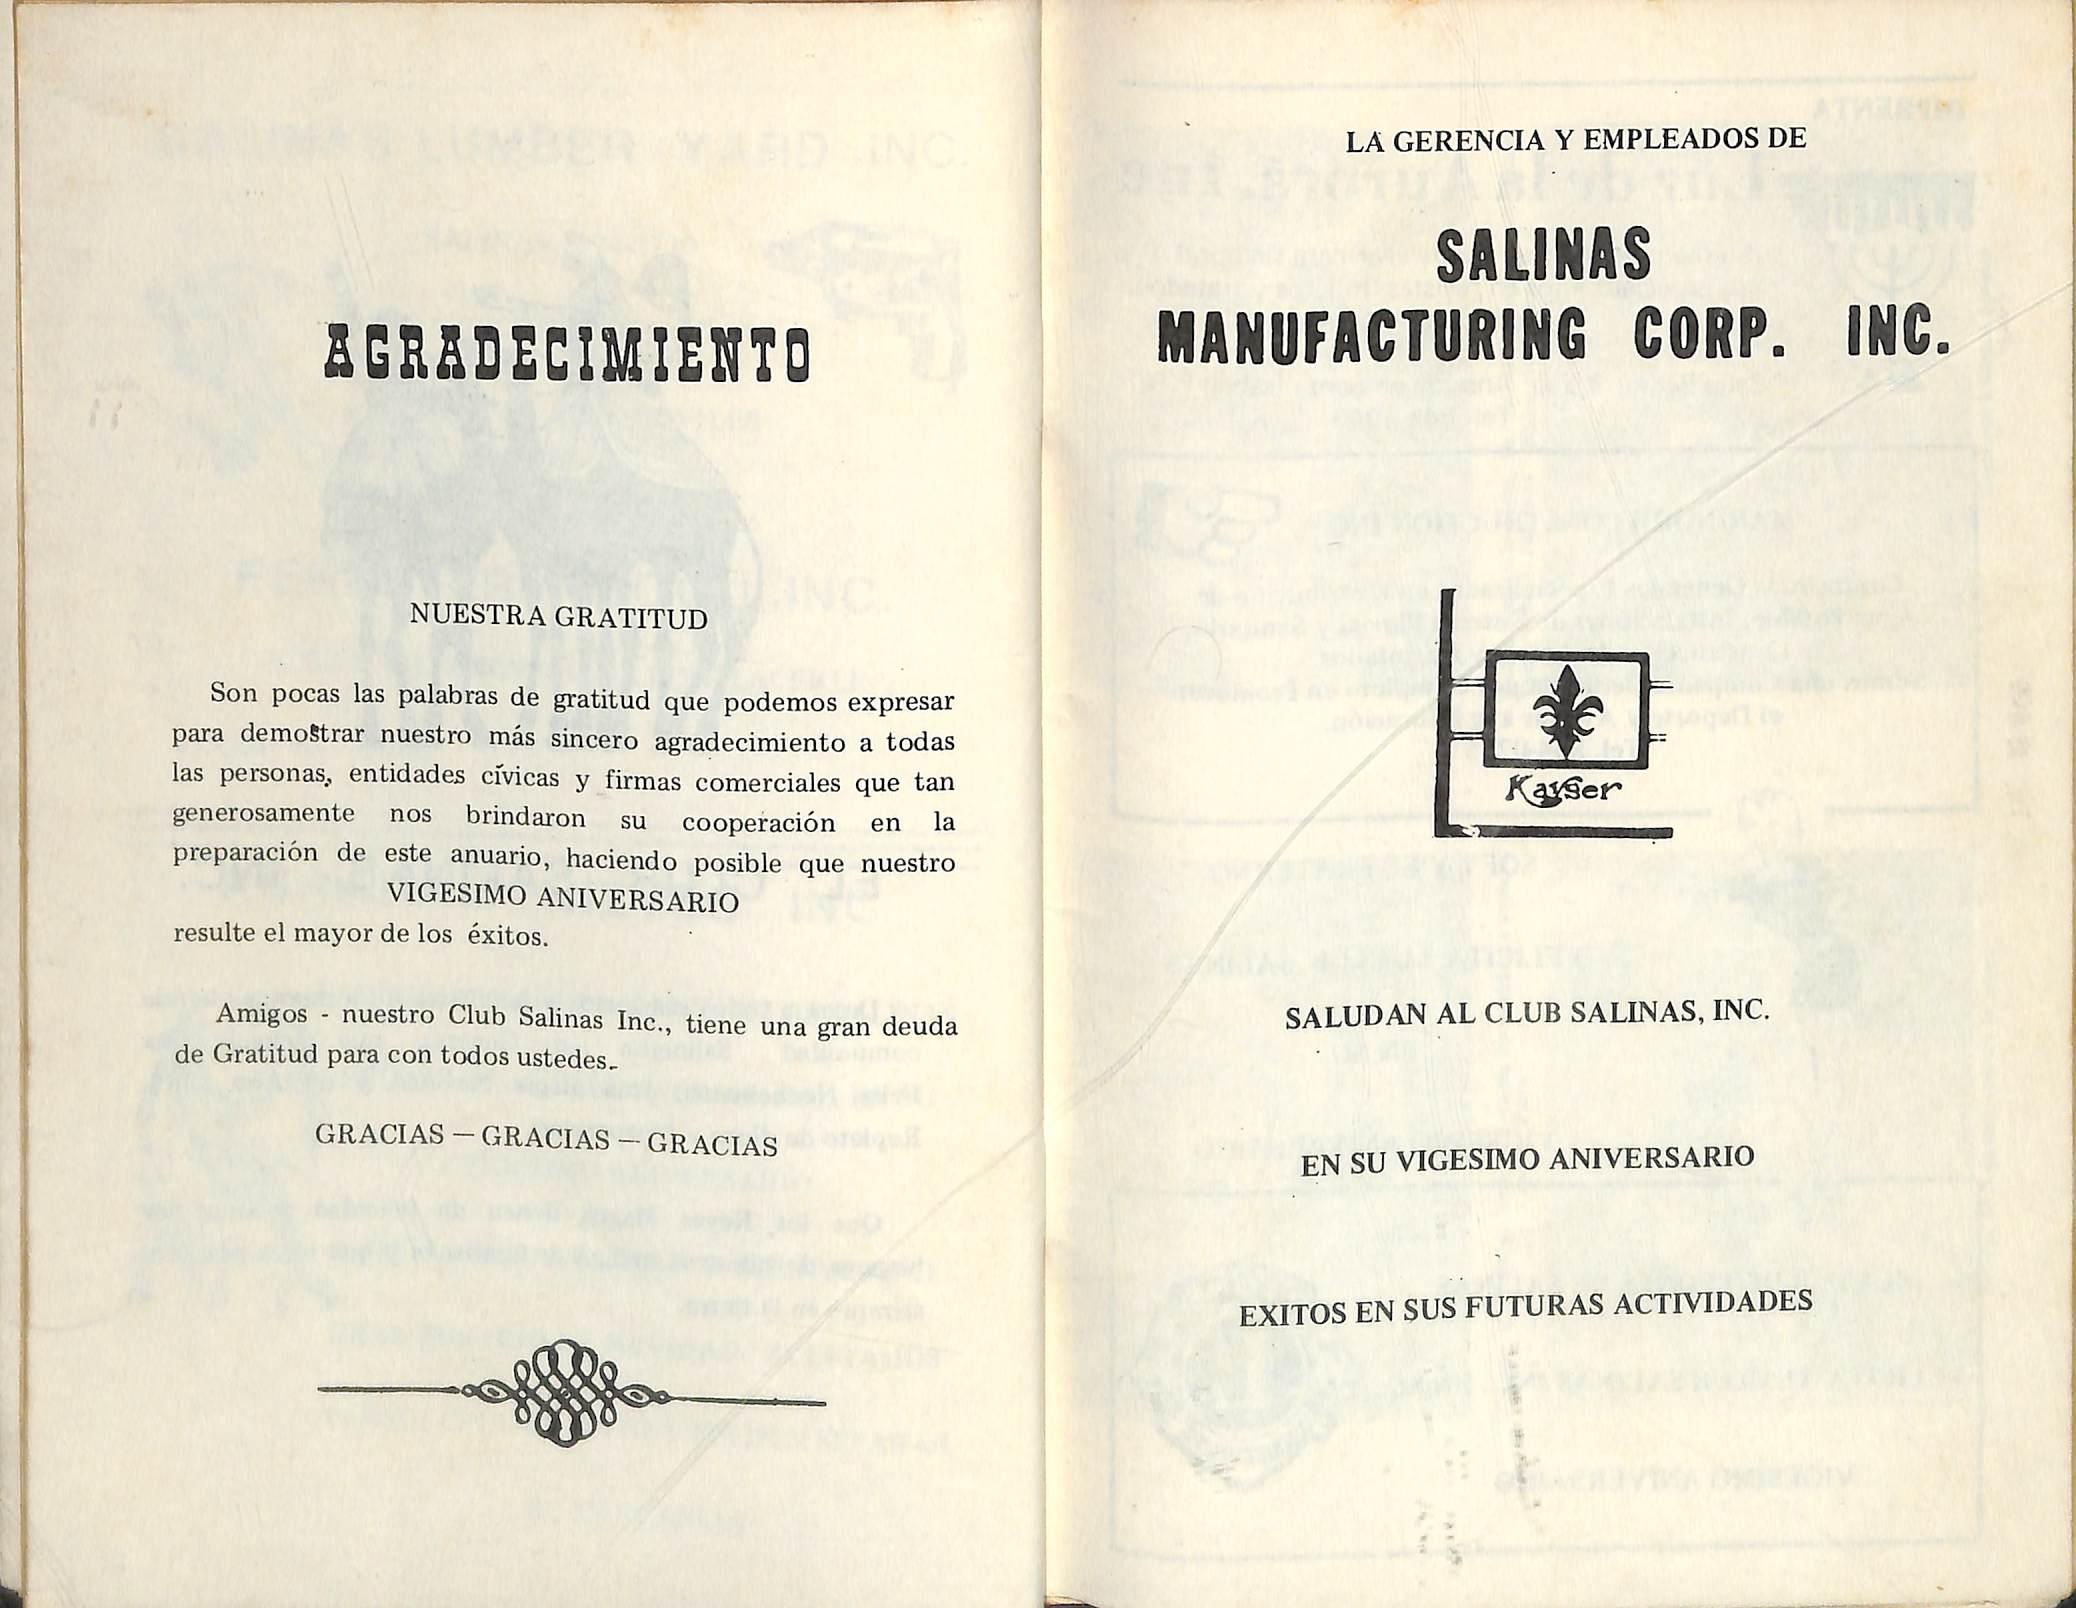 AGRADECIMIENTO
NUESTRA GRATITUD
Son pocas las palabras de gratitud que podemos expresar
para demostrar nuestro más sincero agradecimiento a todas
las personas, entidades cívicas y firmas comerciales que tan
generosamente nos brindaron su cooperación en la
preparación de este anuario, haciendo posible que nuestro
VIGESIMO ANIVERSARIO
resulte el mayor de los éxitos.
Amigos - nuestro Club Salinas Inc., tiene una gran deuda
de Gratitud para con todos ustedes.
GRACIAS — GRACIAS — GRACIAS
LA GERENCIA Y EMPLEADOS DE
SALINAS
MANUFACTURING CORP. INC.
Kayser
SALUDAN AL CLUB SALINAS, INC.
EN SU VIGESIMO ANIVERSARIO
EXITOS EN SUS FUTURAS ACTIVIDADES